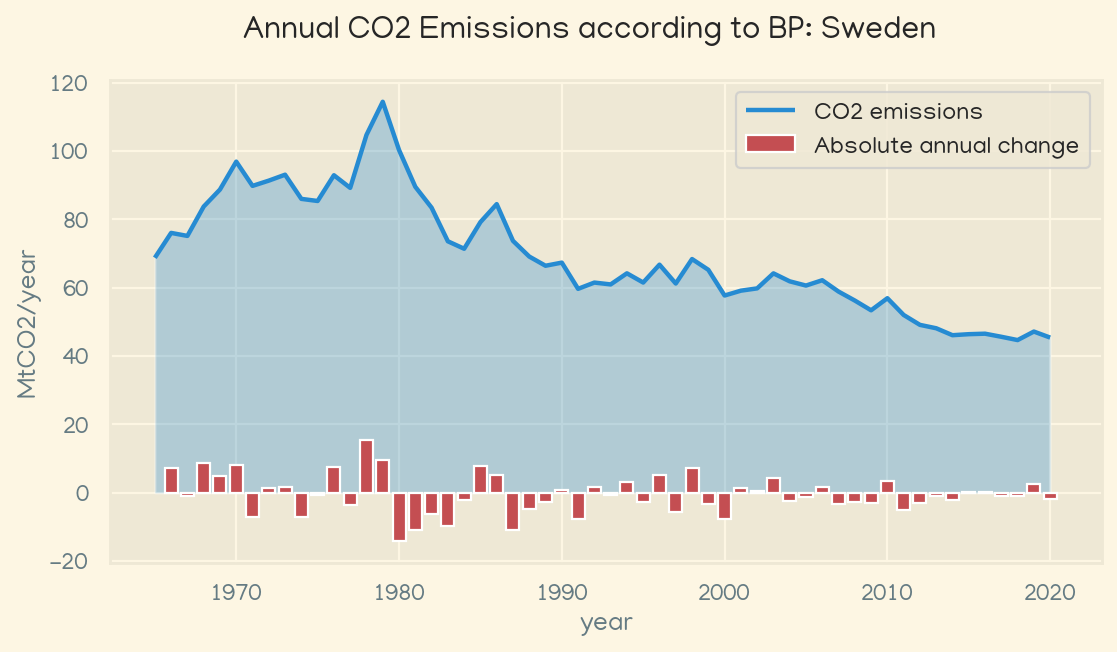 Annual CO2 Emissions according to BP: Sweden
120
100
80
60
40
20
0
−20
MtCO2/year
CO2 emissions
Absolute annual change
1970 1980 1990 2000 2010 2020
year